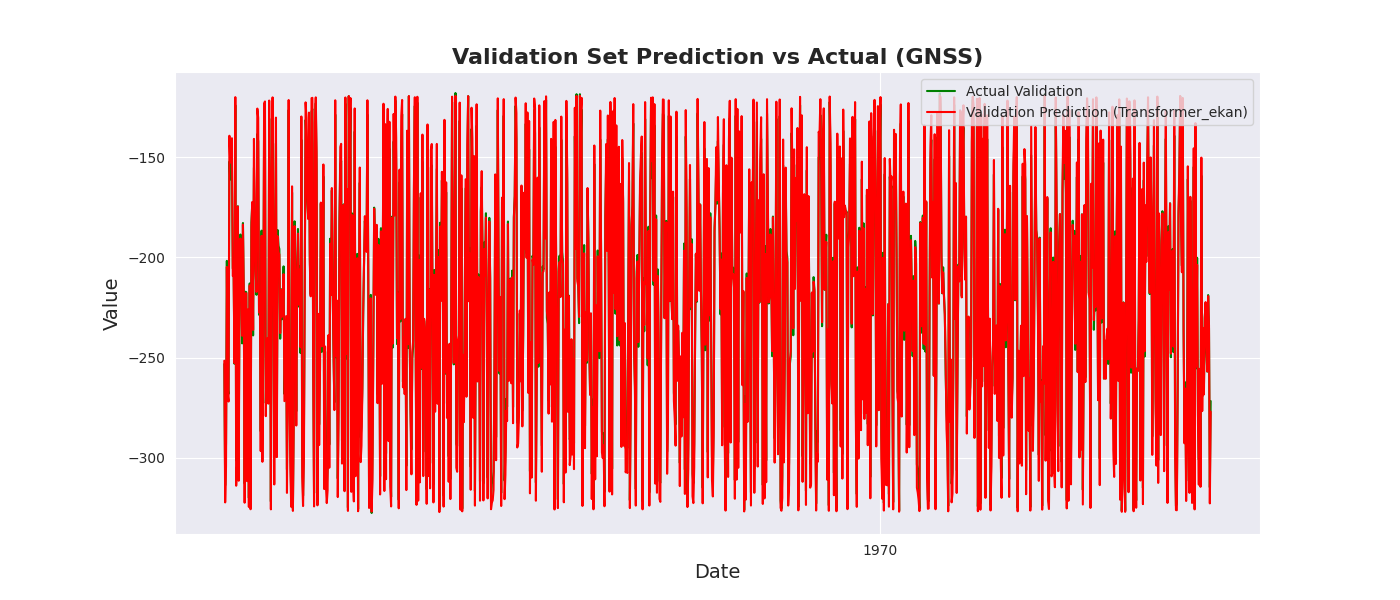 Validation Set Prediction vs Actual (GNSS)
Actual Validation
Validation Prediction (Transformer_ekan)
Value
−150
−200
−250
−300
1970
Date